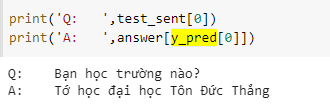 print('Q:   ',test_sent[0])
print('A:   ',answer[y_pred[0]])
Q:    Bạn học trường nào?
A:    Tớ học đại học Tôn Đức Thắng